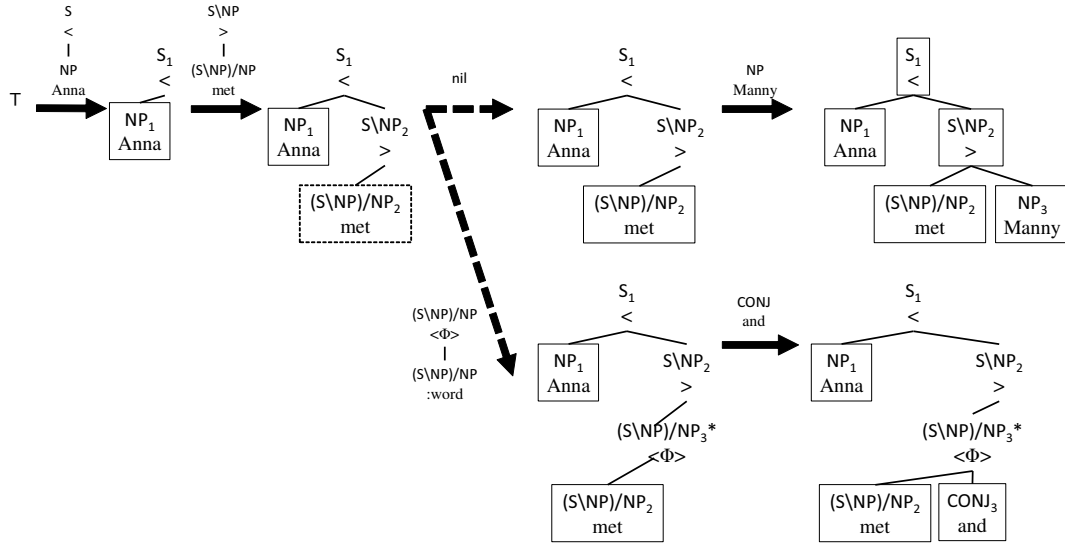 T
S
<
NP
Anna
S₁
<
NP₁
Anna
S\NP
>
(S\NP)/NP
met
S₁
<
NP₁
Anna
S\NP₂
>
(S\NP)/NP₂
met
nil
S₁
<
NP₁
Anna
S\NP₂
>
(S\NP)/NP₂
met
NP
Manny
S₁
<
NP₁
Anna
S\NP₂
>
(S\NP)/NP₂
met
NP₃
Manny
(S\NP)/NP
<Φ>
(S\NP)/NP
:word
S₁
<
NP₁
Anna
S\NP₂
>
(S\NP)/NP₃*
<Φ>
(S\NP)/NP₂
met
CONJ
and
S₁
<
NP₁
Anna
S\NP₂
>
(S\NP)/NP₃*
<Φ>
(S\NP)/NP₂
met
CONJ₃
and